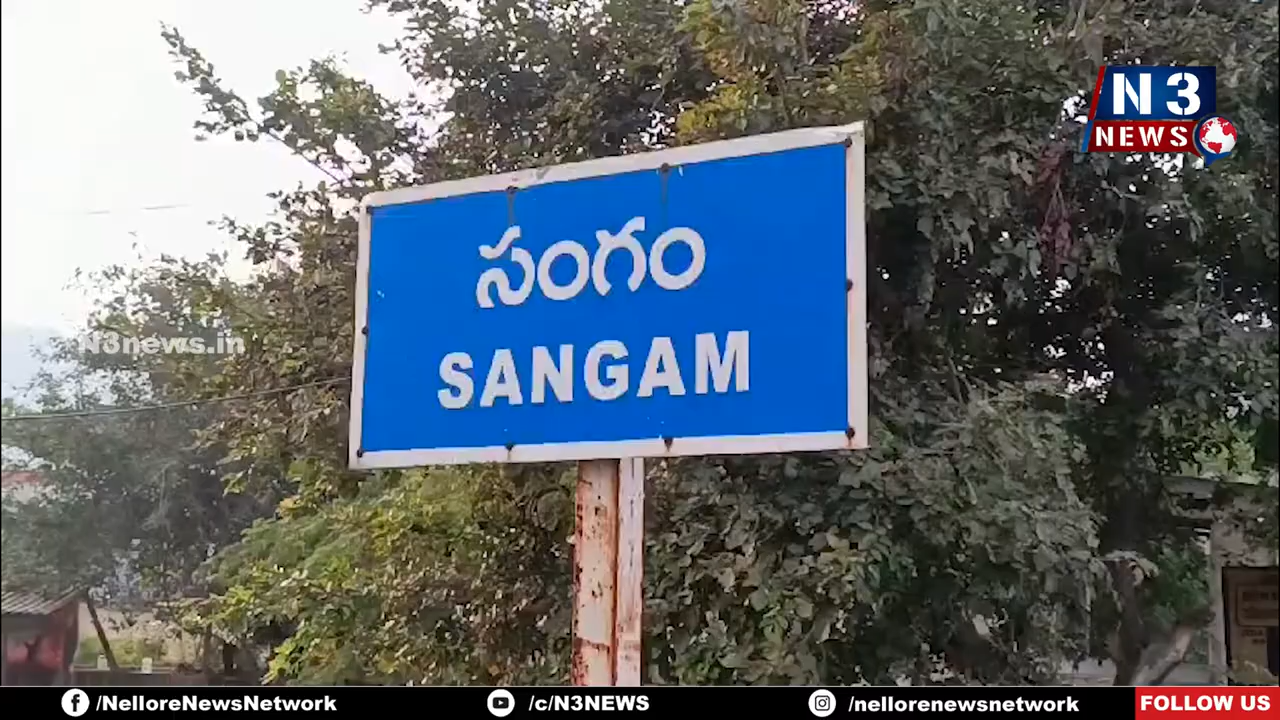 N3
NEWS
సంగం
SANGAM
N3news.in
/NelloreNewsNetwork
/c/N3NEWS
/nellorenewsnetwork
FOLLOW US